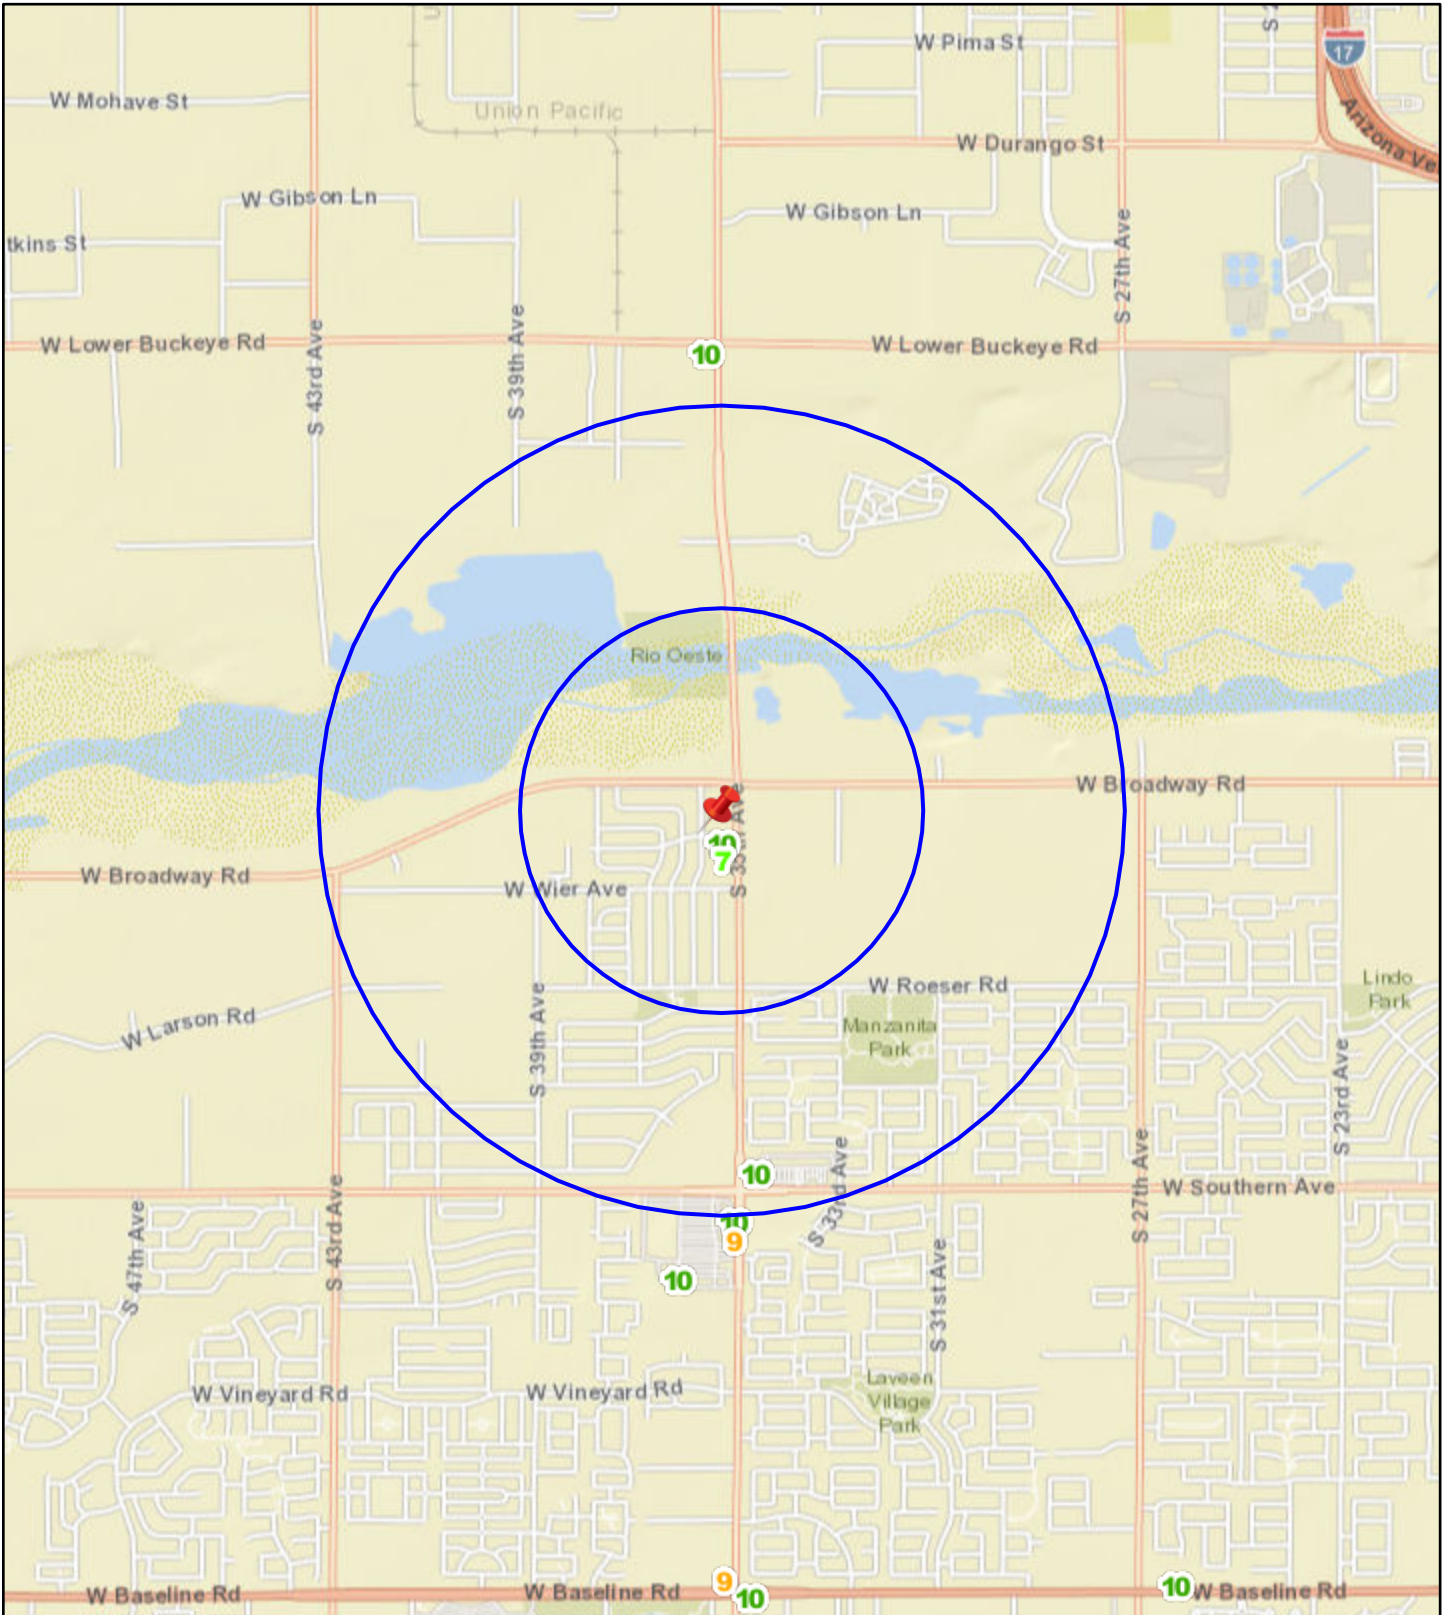 W Pima St
17
W Mohave St
Union Pacific
Arizona Ve
W Durango St
W Gibson Ln
W Gibson Ln
tkins St
S 27th Ave
S 43rd Ave
S 39th Ave
W Lower Buckeye Rd
W Lower Buckeye Rd
10
Rio Oeste
W Broadway Rd
S 35th Ave
10
7
W Broadway Rd
W Wier Ave
W Roeser Rd
Lindo
Park
W Larson Rd
S 39th Ave
Manzanita
Park
S 23rd Ave
10
S 33rd Ave
S 27th Ave
W Southern Ave
S 47th Ave
S 43rd Ave
10
9
10
S 31st Ave
W Vineyard Rd
W Vineyard Rd
Laveen
Village
Park
9
10
10
W Baseline Rd
W Baseline Rd
W Baseline Rd